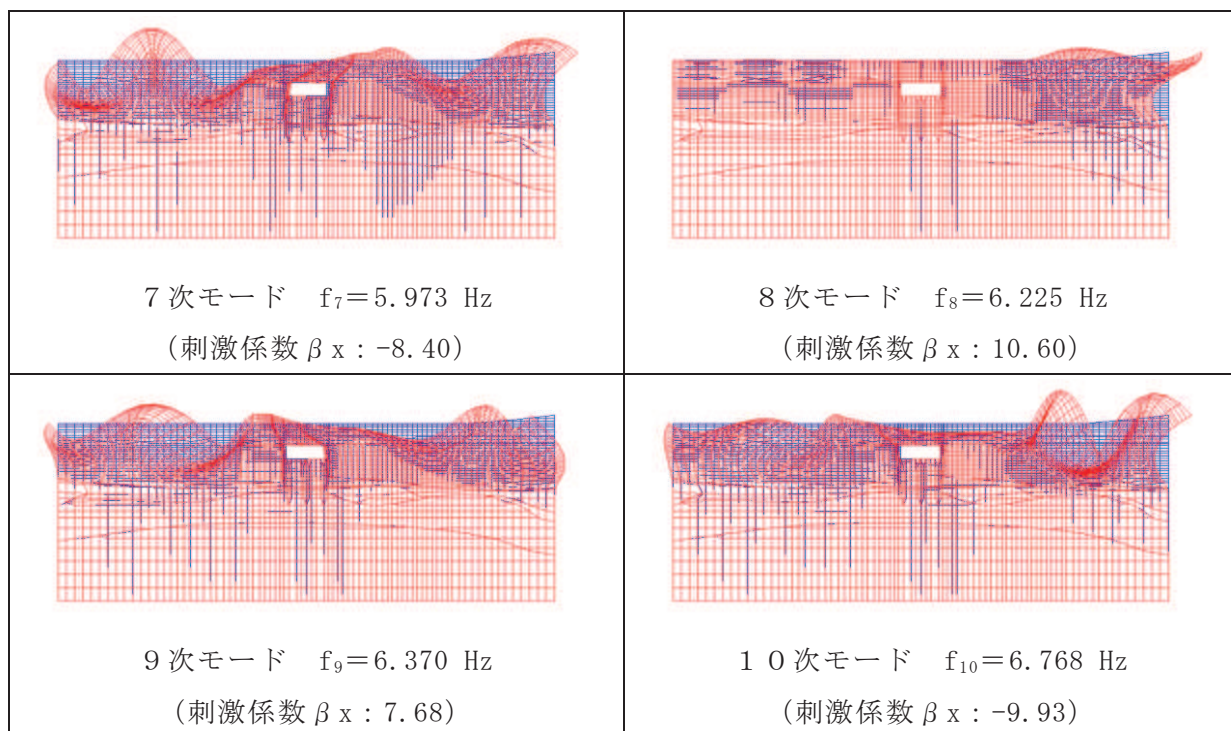 7次モード f₇＝5.973 Hz
(刺激係数βx：-8.40)
8次モード f₈＝6.225 Hz
(刺激係数βx：10.60)
9次モード f₉＝6.370 Hz
(刺激係数βx：7.68)
10次モード f₁₀＝6.768 Hz
(刺激係数βx：-9.93)